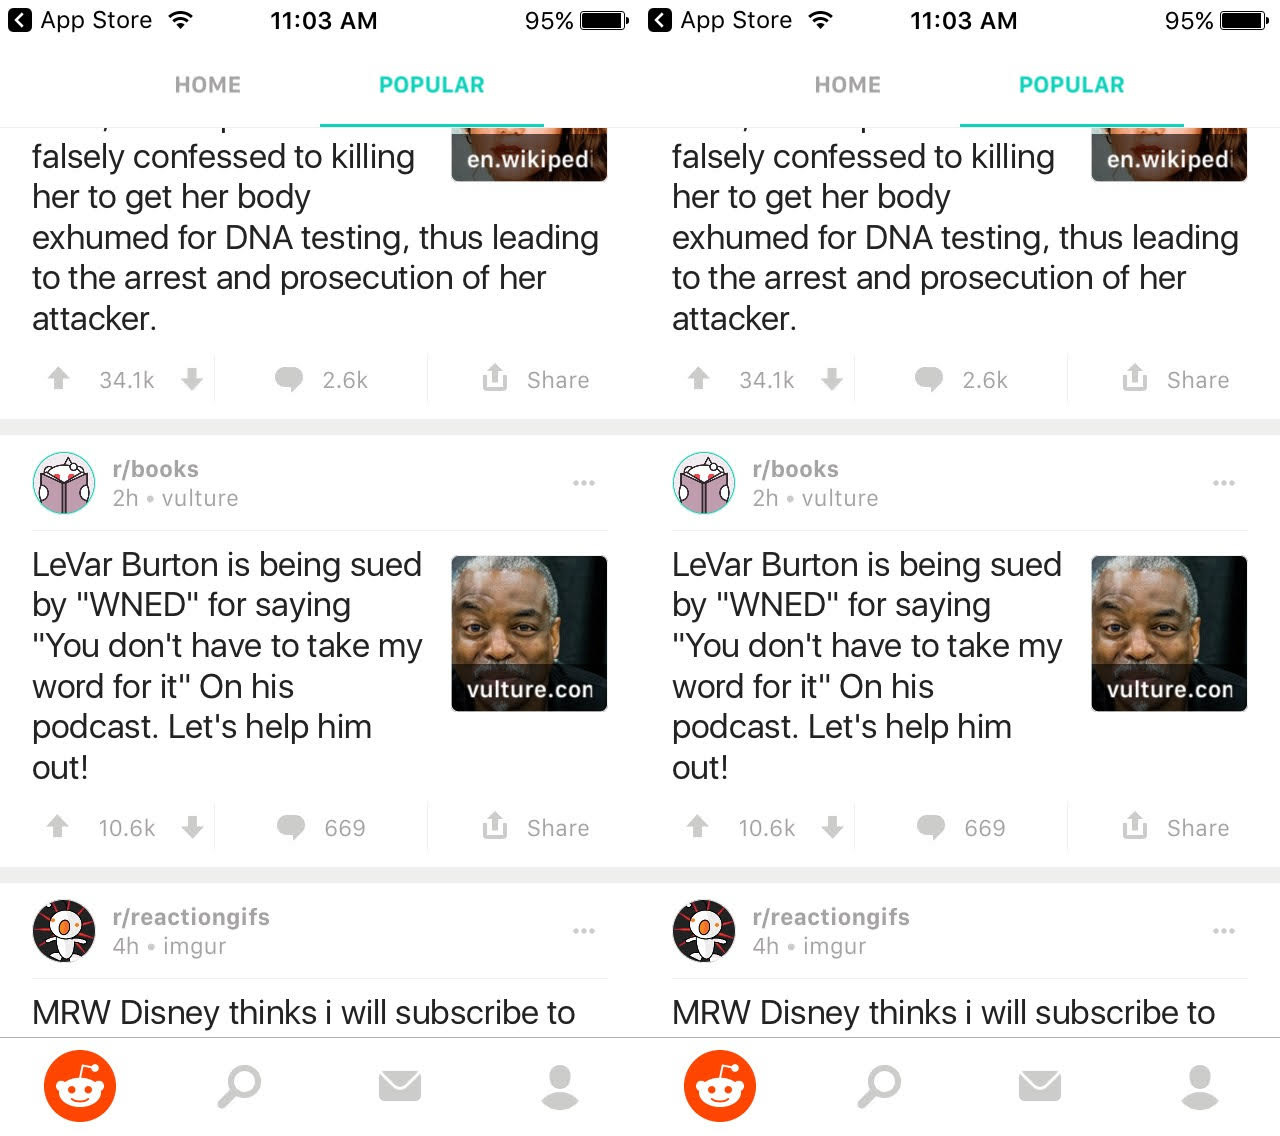 App Store 11:03 AM 95%
HOME POPULAR
falsely confessed to killing
her to get her body
exhumed for DNA testing, thus leading
to the arrest and prosecution of her
attacker.
en.wikiped
34.1k 2.6k Share
r/books
2h • vulture
LeVar Burton is being sued
by "WNED" for saying
"You don't have to take my
word for it" On his
podcast. Let's help him
out!
vulture.con
10.6k 669 Share
r/reactiongifs
4h • imgur
MRW Disney thinks i will subscribe to
App Store 11:03 AM 95%
HOME POPULAR
falsely confessed to killing
her to get her body
exhumed for DNA testing, thus leading
to the arrest and prosecution of her
attacker.
en.wikiped
34.1k 2.6k Share
r/books
2h • vulture
LeVar Burton is being sued
by "WNED" for saying
"You don't have to take my
word for it" On his
podcast. Let's help him
out!
vulture.con
10.6k 669 Share
r/reactiongifs
4h • imgur
MRW Disney thinks i will subscribe to